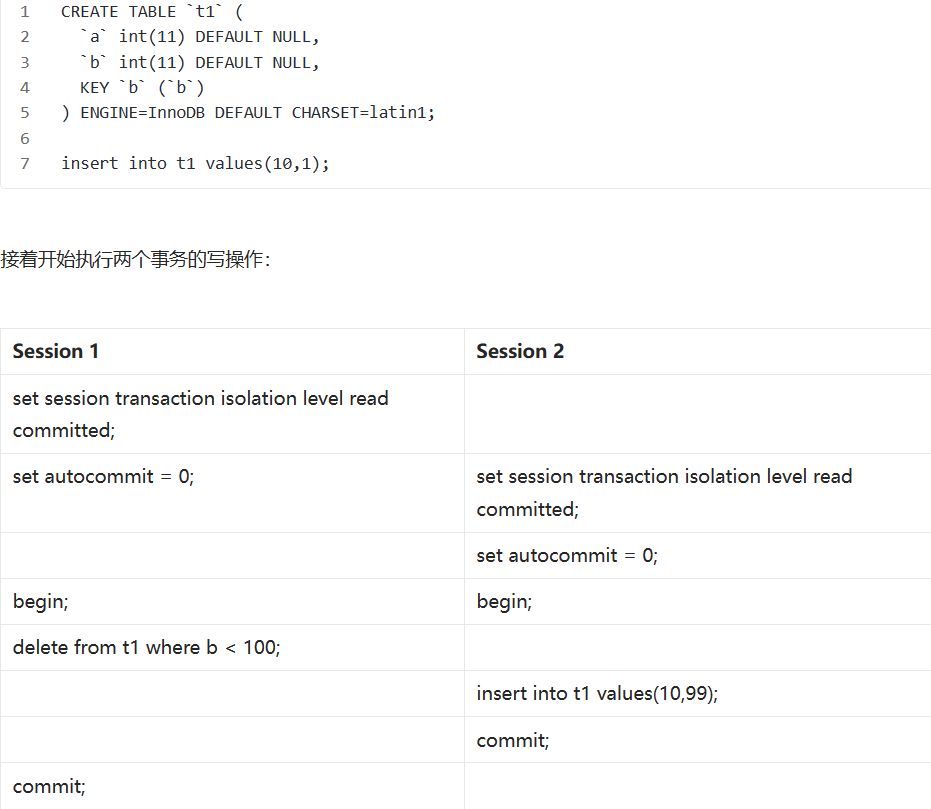 1 CREATE TABLE `t1` (
2 `a` int(11) DEFAULT NULL,
3 `b` int(11) DEFAULT NULL,
4 KEY `b` (`b`)
5 ) ENGINE=InnoDB DEFAULT CHARSET=latin1;
6
7 insert into t1 values(10,1);
接着开始执行两个事务的写操作：
Session 1 Session 2
set session transaction isolation level read
committed;
set autocommit = 0; set session transaction isolation level read
committed;
set autocommit = 0;
begin; begin;
delete from t1 where b < 100;
insert into t1 values(10,99);
commit;
commit;